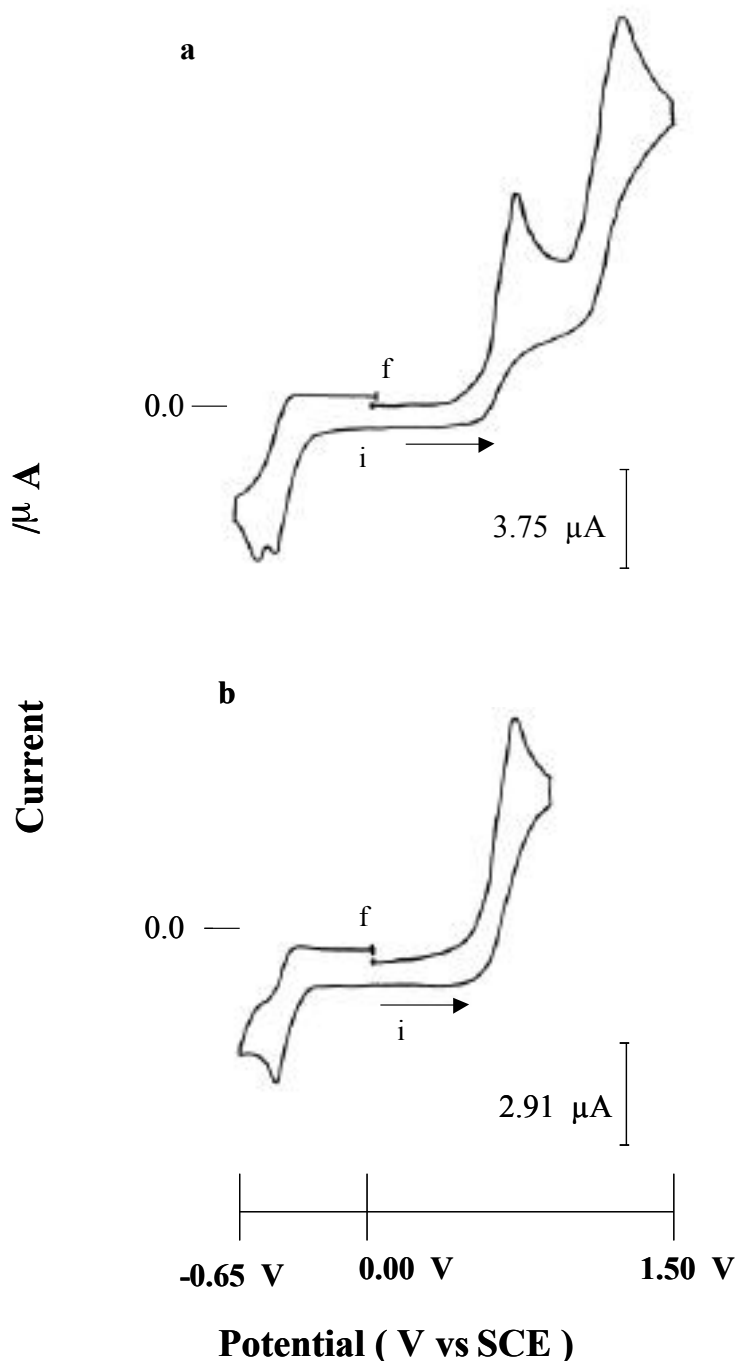 a
f
0.0
i
3.75 µA
/µ A
Current
b
f
0.0
i
2.91 µA
-0.65 V 0.00 V 1.50 V
Potential ( V vs SCE )